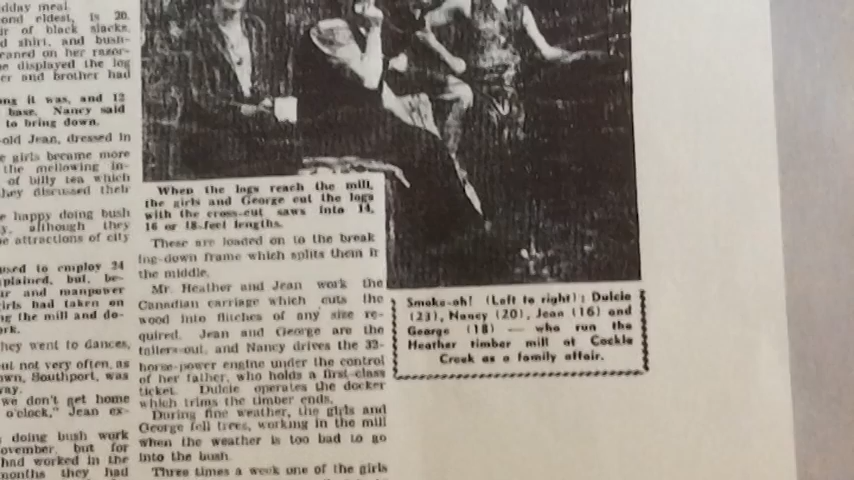 dday meal.
ond eldest, is 20.
ir of black slacks,
d shirt, and bush-
eaned on her razor-
e displayed the log
er and brother had
ong it was, and 12
base. Nancy said
to bring down.
-old Jean, dressed in
e girls became more
the mellowing in-
of billy tea which
hey discussed their
e happy doing bush
y, although they
e attractions of city
used to employ 24
plained, but, be-
ur and manpower
girls had taken on
ng the mill and do-
ork.
hey went to dances,
ut not very often, as
own, Southport, was
way.
we don't get home
o'clock," Jean ex-
doing bush work
ovember, but for
had worked in the
months they had
When the logs reach the mill,
the girls and George cut the logs
with the cross-cut saws into 14,
16 or 18-feet lengths.
These are loaded on to the break
ing-down frame which splits them ir
the middle.
Mr. Heather and Jean work the
Canadian carriage which cuts the
wood into flitches of any size re-
quired. Jean and George are the
tailers-out, and Nancy drives the 32-
horse-power engine under the control
of her father, who holds a first-class
ticket. Dulcie operates the docker
which trims the timber ends.
During fine weather, the girls and
George fell trees, working in the mill
when the weather is too bad to go
into the bush.
Three times a week one of the girls
Smoke-oh! (Left to right): Dulcie
(23), Nancy (20), Jean (16) and
George (18) — who run the
Heather timber mill at Cockle
Creek as a family affair.